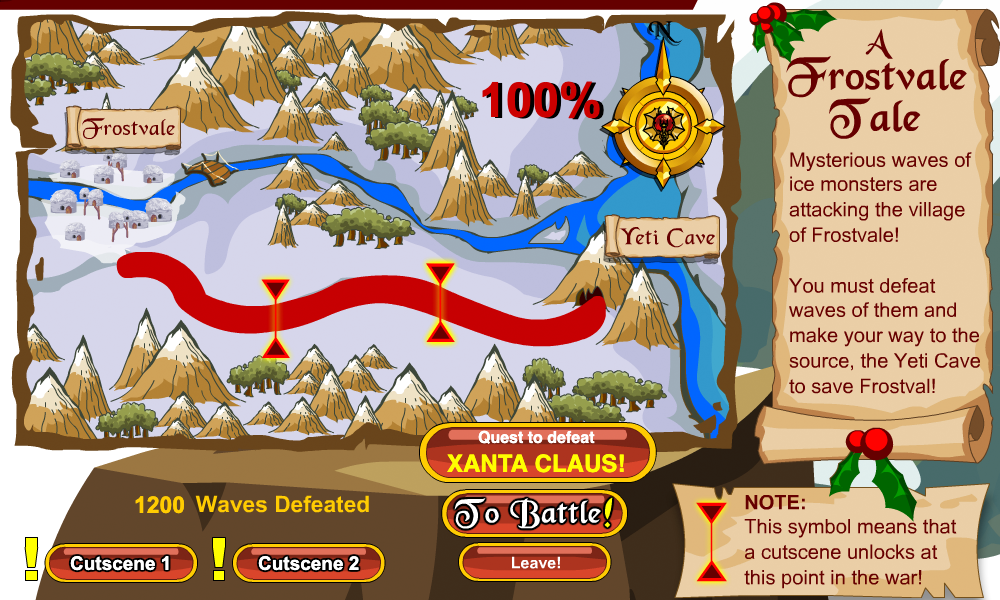 N
100%
Frostvale
Yeti Cave
A
Frostvale
Tale
Mysterious waves of
ice monsters are
attacking the village
of Frostvale!
You must defeat
waves of them and
make your way to the
source, the Yeti Cave
to save Frostval!
Quest to defeat
XANTA CLAUS!
1200 Waves Defeated
To Battle!
! Cutscene 1
! Cutscene 2
Leave!
NOTE:
This symbol means that
a cutscene unlocks at
this point in the war!